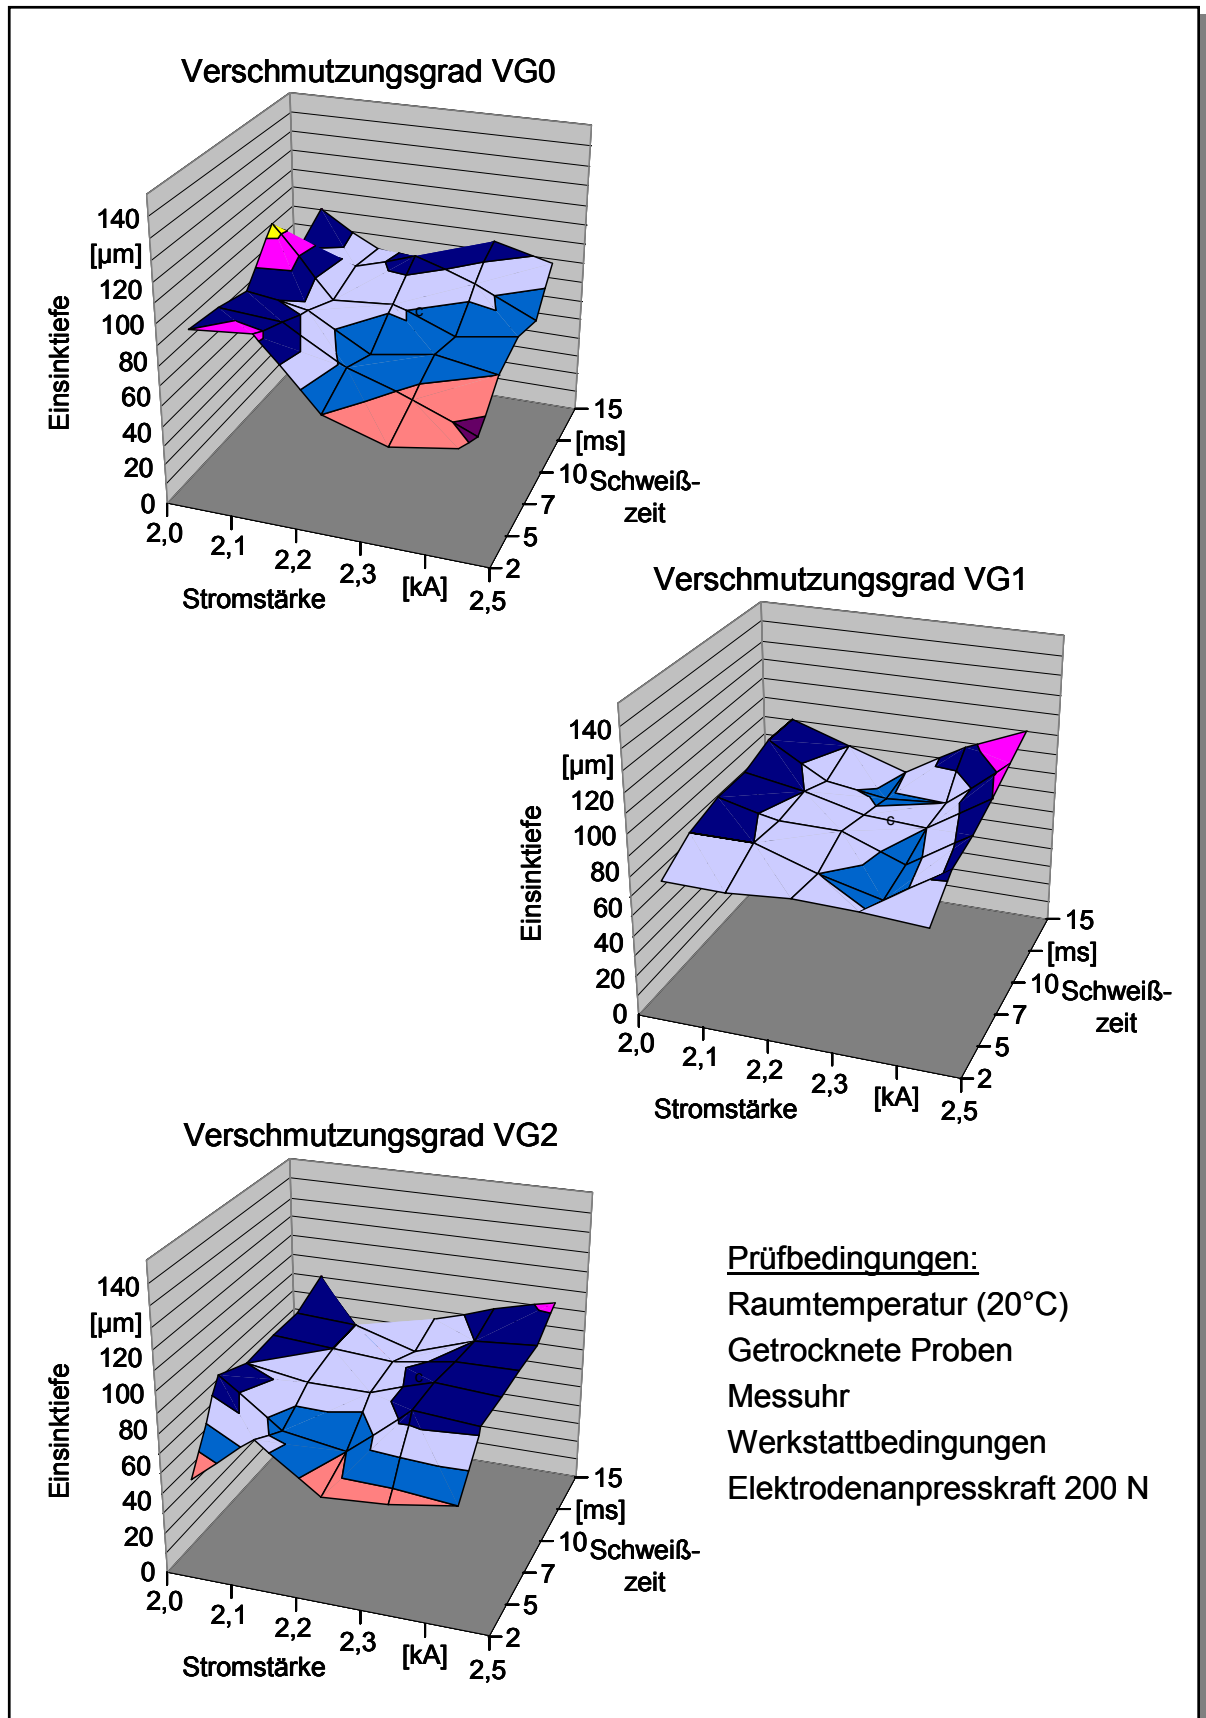 Verschmutzungsgrad VG0
140
[µm]
120
100
80
60
40
20
0
Einsinktiefe
2,0
2,1
2,2
2,3
[kA]
2,5
Stromstärke
15
[ms]
10
7
5
2
Schweiß-
zeit
c
Verschmutzungsgrad VG1
140
[µm]
120
100
80
60
40
20
0
Einsinktiefe
2,0
2,1
2,2
2,3
[kA]
2,5
Stromstärke
15
[ms]
10
7
5
2
Schweiß-
zeit
Verschmutzungsgrad VG2
140
[µm]
120
100
80
60
40
20
0
Einsinktiefe
2,0
2,1
2,2
2,3
[kA]
2,5
Stromstärke
15
[ms]
10
7
5
2
Schweiß-
zeit
Prüfbedingungen:
Raumtemperatur (20°C)
Getrocknete Proben
Messuhr
Werkstattbedingungen
Elektrodenanpresskraft 200 N